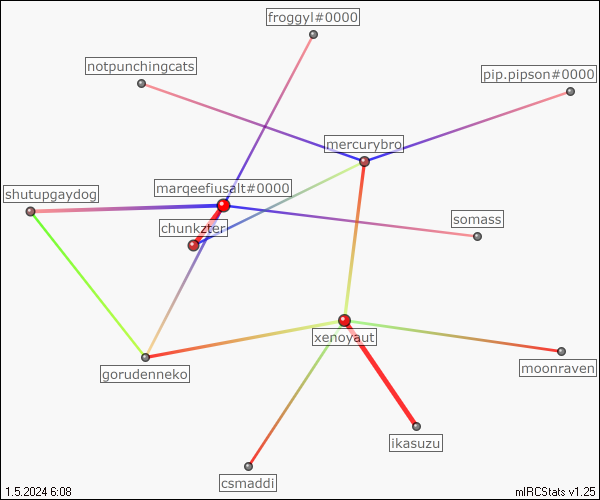 froggyl#0000
notpunchingcats
pip.pipson#0000
mercurybro
marqeefiusalt#0000
shutupgaydog
chunkzter
somass
xenoyaut
gorudenneko
moonraven
ikasuzu
csmaddi
1.5.2024 6:08
mIRCStats v1.25